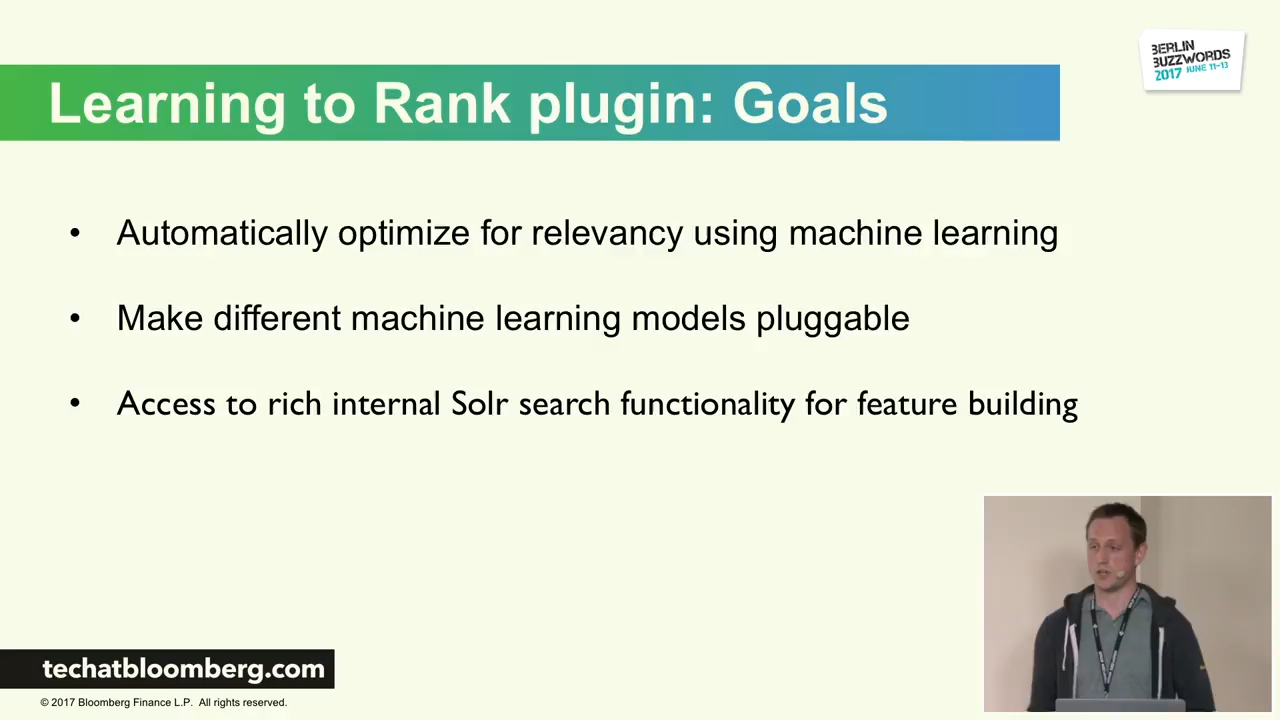 BERLIN
BUZZWORDS
2017 JUNE 11-13
Learning to Rank plugin: Goals
• Automatically optimize for relevancy using machine learning
• Make different machine learning models pluggable
• Access to rich internal Solr search functionality for feature building
techatbloomberg.com
© 2017 Bloomberg Finance L.P. All rights reserved.